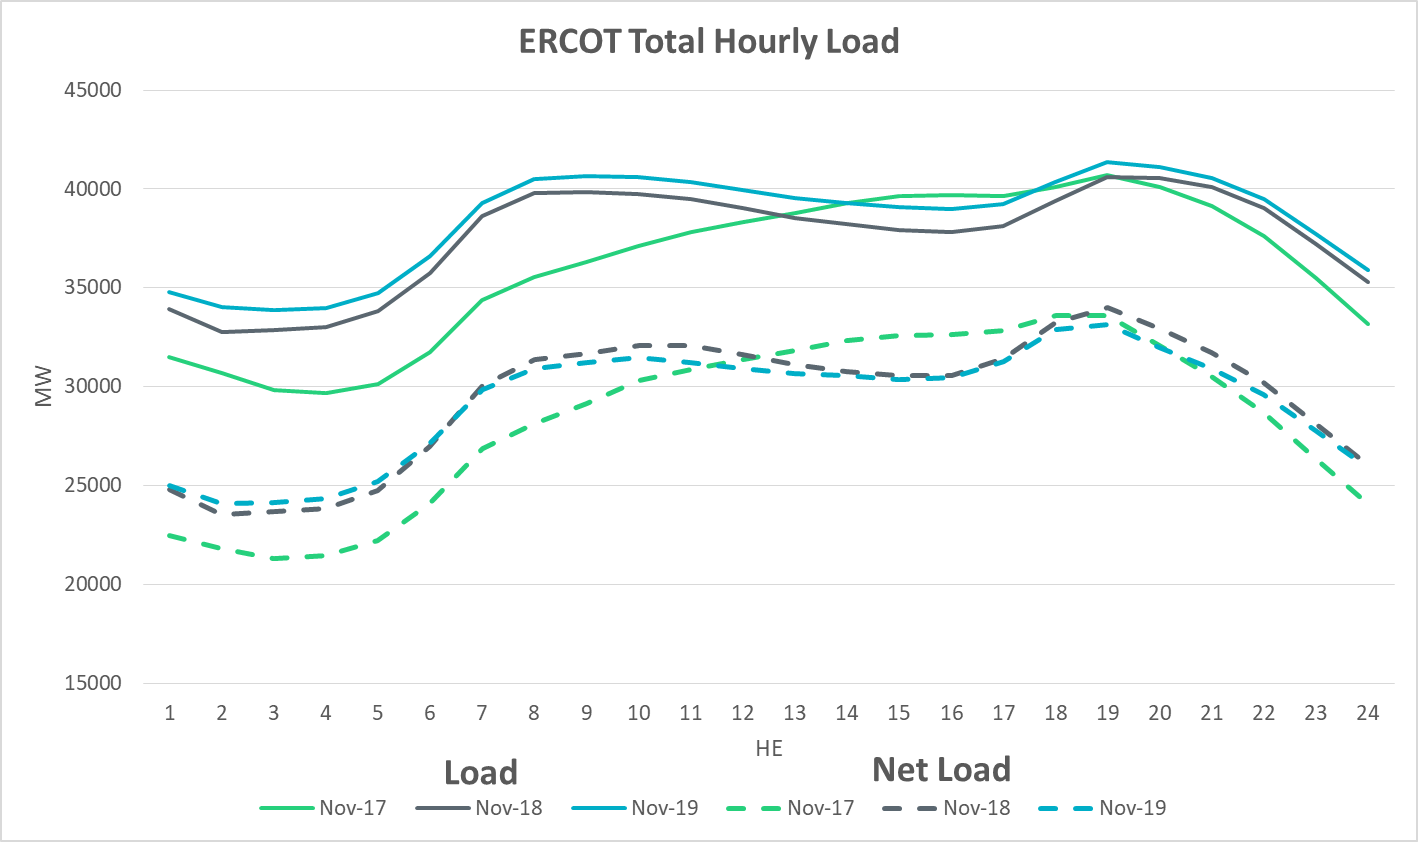 ERCOT Total Hourly Load
45000
40000
35000
30000
25000
20000
15000
MW
1 2 3 4 5 6 7 8 9 10 11 12 13 14 15 16 17 18 19 20 21 22 23 24
HE
Load Net Load
Nov-17 Nov-18 Nov-19 Nov-17 Nov-18 Nov-19